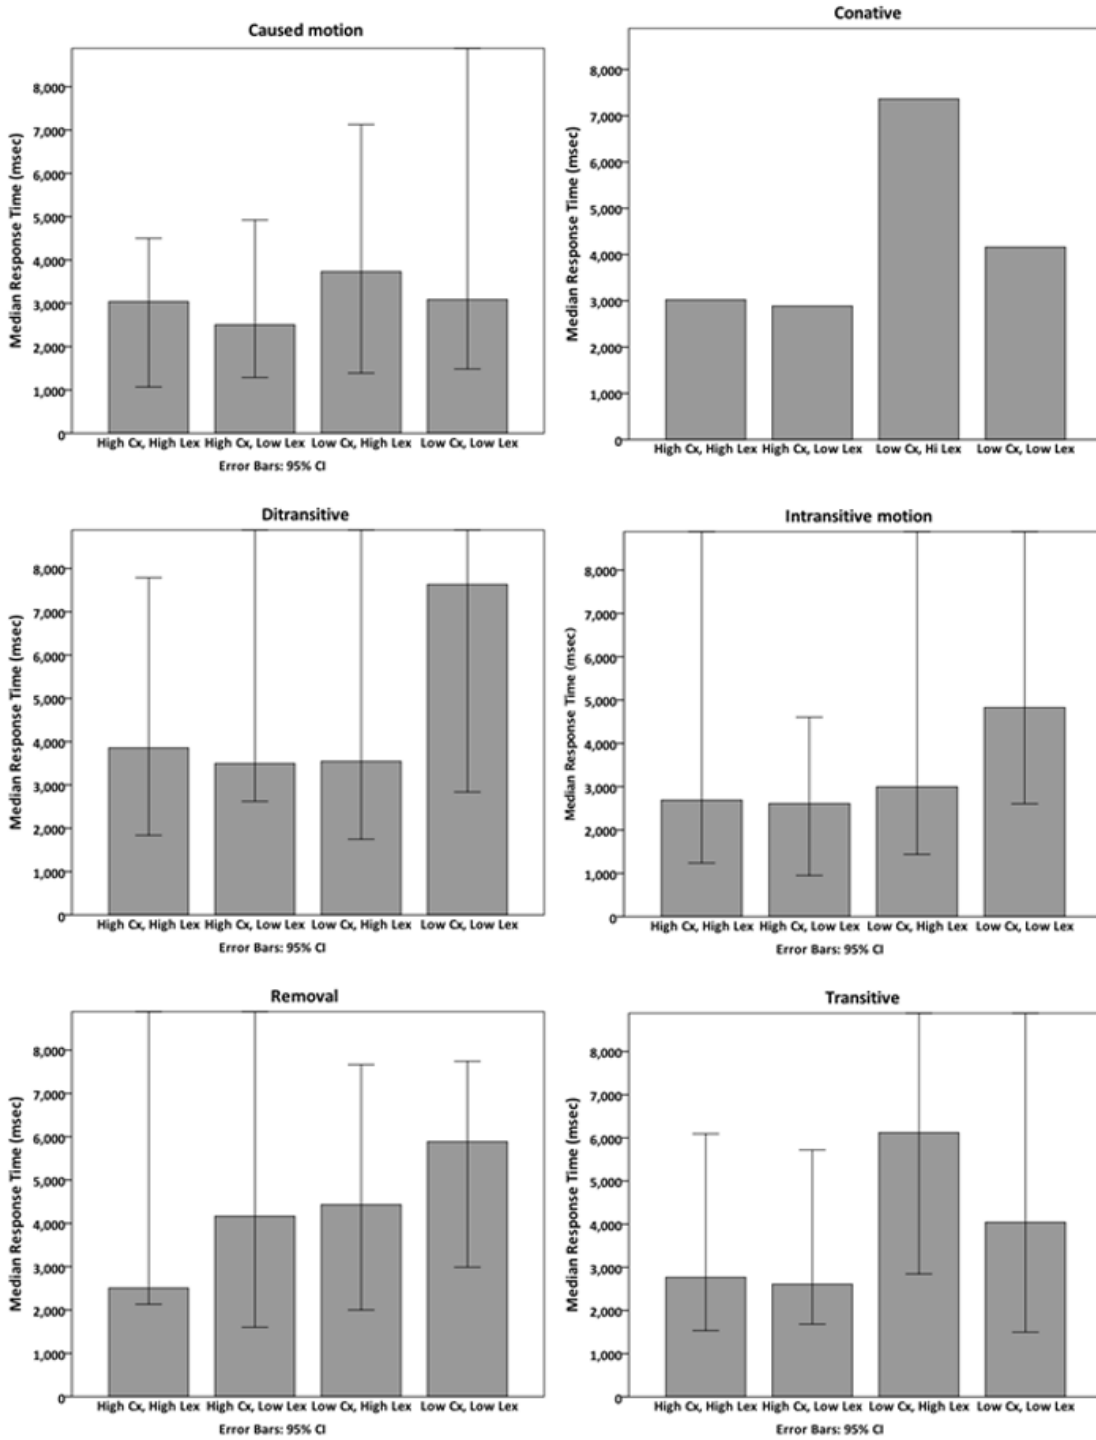 Caused motion
Median Response Time (msec)
8,000
7,000
6,000
5,000
4,000
3,000
2,000
1,000
0
High Cx, High Lex High Cx, Low Lex Low Cx, High Lex Low Cx, Low Lex
Error Bars: 95% CI
Conative
Median Response Time (msec)
8,000
7,000
6,000
5,000
4,000
3,000
2,000
1,000
0
High Cx, High Lex High Cx, Low Lex Low Cx, Hi Lex Low Cx, Low Lex
Ditransitive
Median Response Time (msec)
8,000
7,000
6,000
5,000
4,000
3,000
2,000
1,000
0
High Cx, High Lex High Cx, Low Lex Low Cx, High Lex Low Cx, Low Lex
Error Bars: 95% CI
Intransitive motion
Median Response Time (msec)
8,000
7,000
6,000
5,000
4,000
3,000
2,000
1,000
0
High Cx, High Lex High Cx, Low Lex Low Cx, High Lex Low Cx, Low Lex
Error Bars: 95% CI
Removal
Median Response Time (msec)
8,000
7,000
6,000
5,000
4,000
3,000
2,000
1,000
0
High Cx, High Lex High Cx, Low Lex Low Cx, High Lex Low Cx, Low Lex
Error Bars: 95% CI
Transitive
Median Response Time (msec)
8,000
7,000
6,000
5,000
4,000
3,000
2,000
1,000
0
High Cx, High Lex High Cx, Low Lex Low Cx, High Lex Low Cx, Low Lex
Error Bars: 95% CI